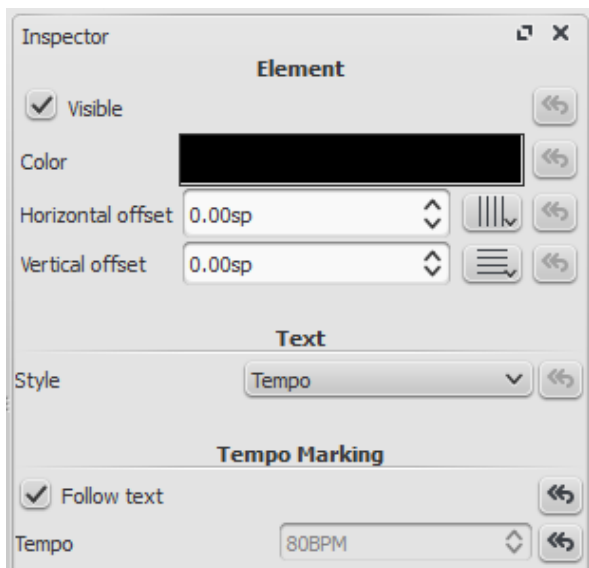 Inspector
Element
Visible
Color
Horizontal offset 0.00sp
Vertical offset 0.00sp
Text
Style Tempo
Tempo Marking
Follow text
Tempo 80BPM